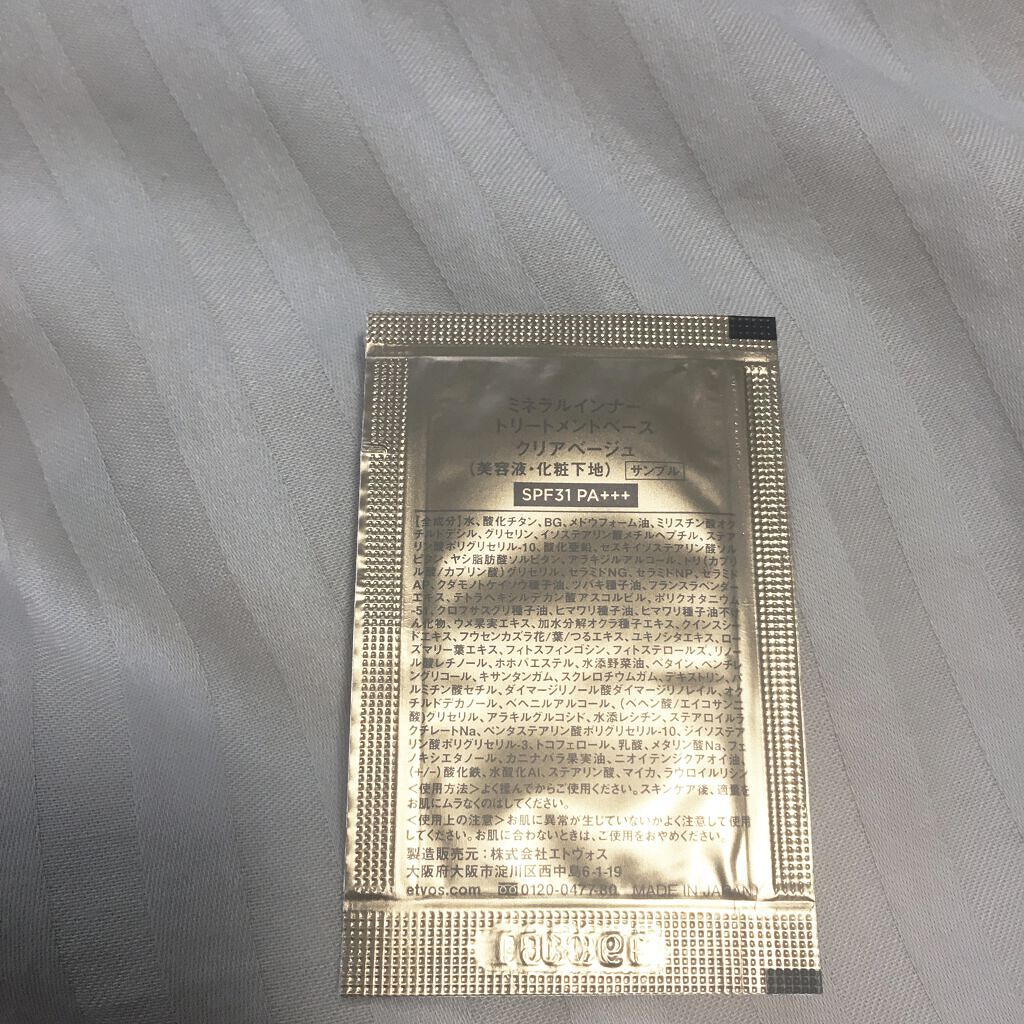 ミネラルインナー
トリートメントベース
クリアベージュ
(美容液・化粧下地) サンプル
SPF31 PA+++
【全成分】水、酸化チタン、BG、メドウフォーム油、ミリスチン酸オク
チルドデシル、グリセリン、イソステアリン酸メチルヘプチル、ステア
リン酸ポリグリセリル-10、酸化亜鉛、セスキイソステアリン酸ソル
ビタン、ヤシ脂肪酸ソルビタン、アラキジルアルコール、トリ(カプリ
ル酸/カプリン酸)グリセリル、セラミドNG、セラミドNP、セラミド
AP、クダモノトケイソウ種子油、ツバキ種子油、フランスラベンダー
エキス、テトラヘキシルデカン酸アスコルビル、ポリクオタニウム
-51、クロフサスグリ種子油、ヒマワリ種子油、ヒマワリ種子油不け
ん化物、ウメ果実エキス、加水分解オクラ種子エキス、クインスシー
ドエキス、フウセンカズラ花/葉/つるエキス、ユキノシタエキス、ロー
ズマリー葉エキス、フィトスフィンゴシン、フィトステロールズ、リノー
ル酸レチノール、ホホバエステル、水添野菜油、ベタイン、ペンチレ
ングリコール、キサンタンガム、スクレロチウムガム、デキストリン、パ
ルミチン酸セチル、ダイマージリノール酸ダイマージリノレイル、オク
チルドデカノール、ベヘニルアルコール、(ベヘン酸/エイコサン二
酸)グリセリル、アラキルグルコシド、水添レシチン、ステアロイルラ
クチレートNa、ペンタステアリン酸ポリグリセリル-10、ジイソステア
リン酸ポリグリセリル-3、トコフェロール、乳酸、メタリン酸Na、フェ
ノキシエタノール、カニナバラ果実油、ニオイテンジクアオイ油、
(+/-)酸化鉄、水酸化Al、ステアリン酸、マイカ、ラウロイルリシン
<使用方法>よく揉んでからご使用ください。スキンケア後、適量を
お肌にムラなくのばしてください。
<使用上の注意>お肌に異常が生じていないかよく注意して使用
してください。お肌に合わないときは、ご使用をおやめください。
製造販売元:株式会社エトヴォス
大阪府大阪市淀川区西中島6-1-19
etvos.com 0120-0477-80 MADE IN JAPAN